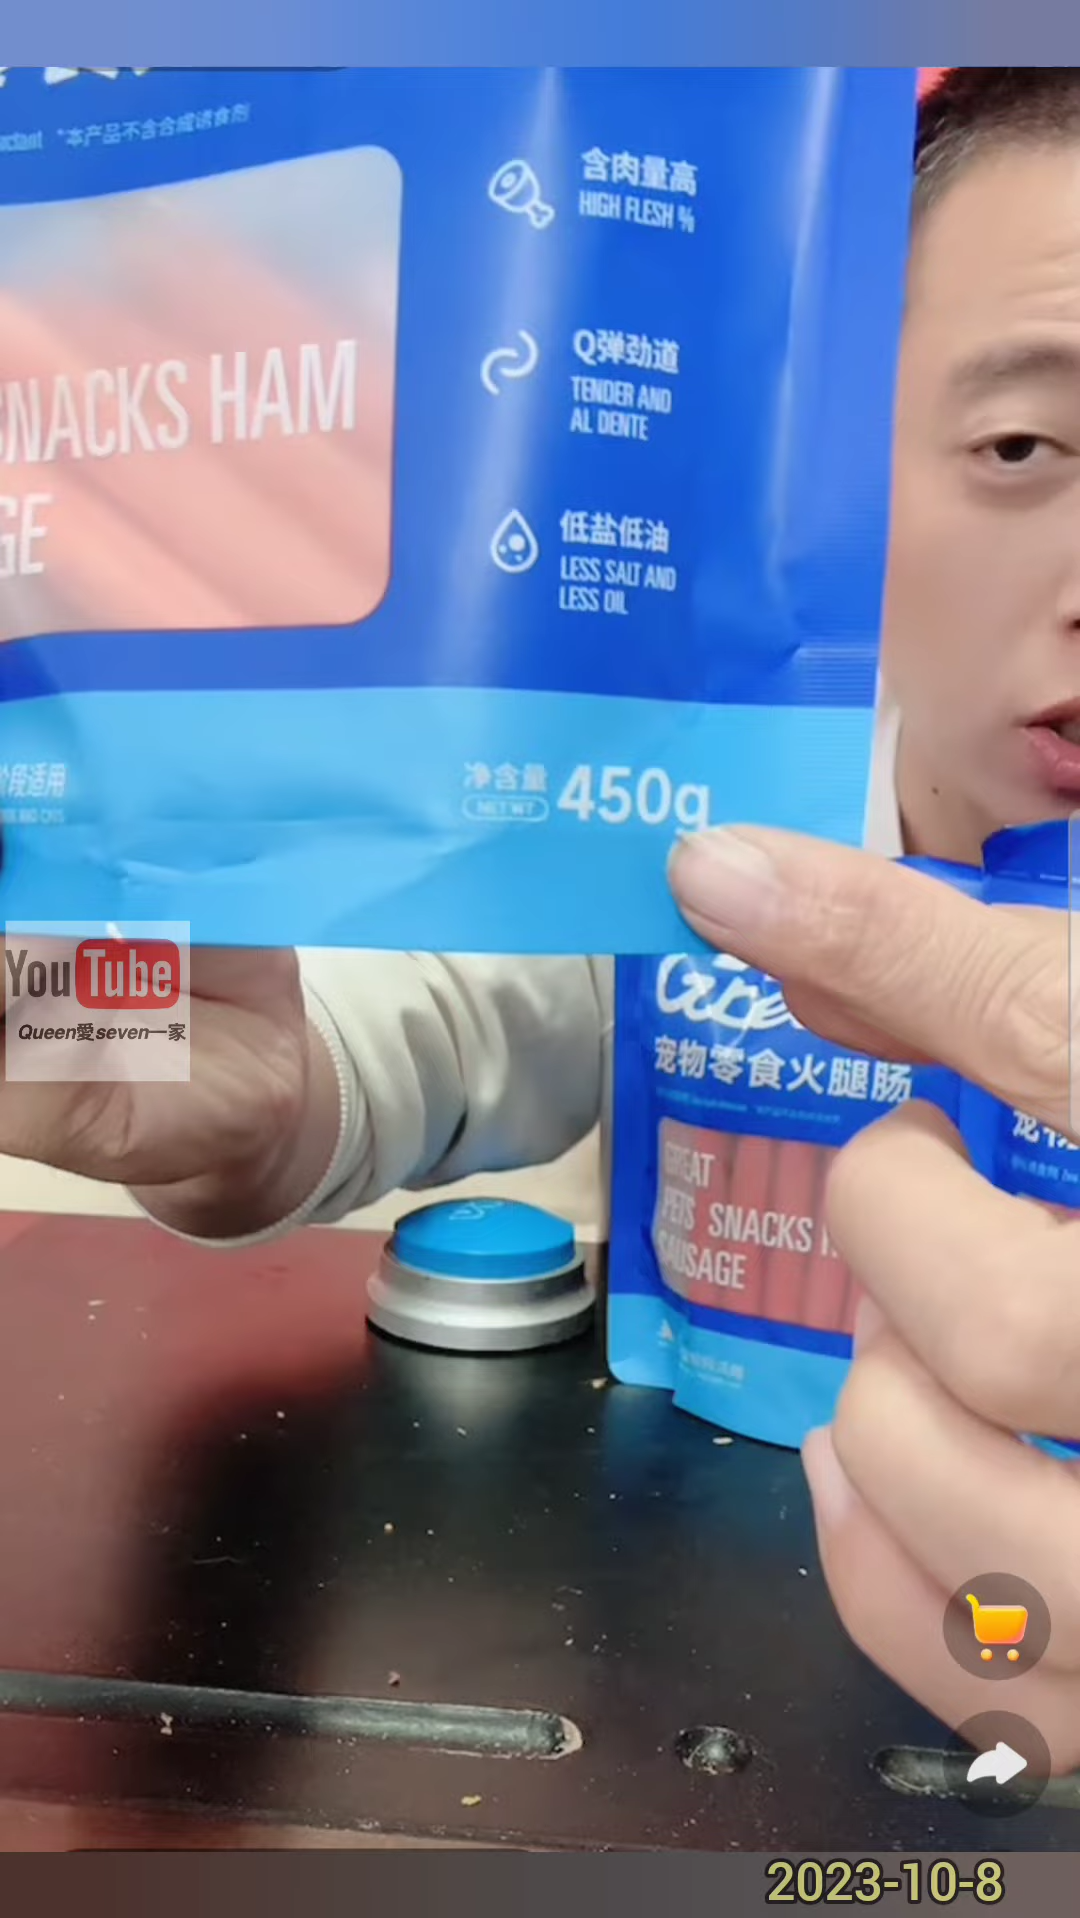 *本产品不含合成诱食剂
含肉量高
HIGH FLESH %
SNACKS HAM
Q弹劲道
TENDER AND
AL DENTE
低盐低油
LESS SALT AND
LESS OIL
阶段适用
净含量 450g
NET WT
YouTube
Queen愛seven一家
宠物零食火腿肠
GREAT
PETS SNACKS
SAUSAGE
2023-10-8